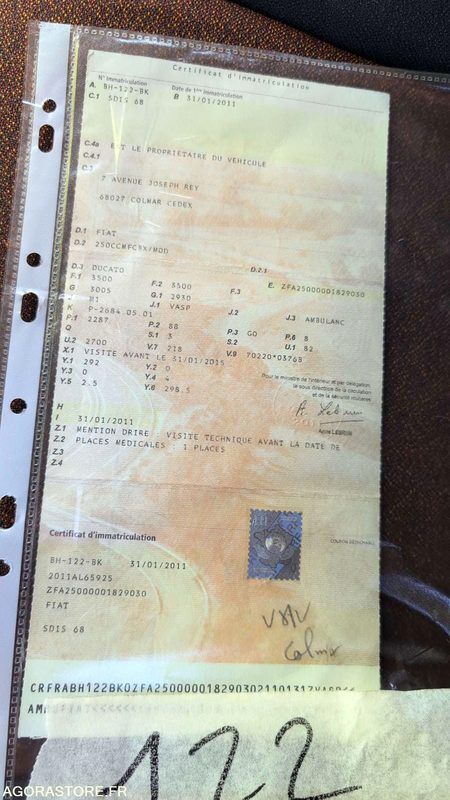 Certificat d'immatriculation
N° Immatriculation Date de 1ère Immatriculation
A. BH-122-BK B 31/01/2011
C.1 SDIS 68
C.4a EST LE PROPRIETAIRE DU VEHICULE
C.4.1
C.3
7 AVENUE JOSEPH REY
68027 COLMAR CEDEX
D.1 FIAT
D.2 250CCMFCBX/MOD
D.2.1
D.3 DUCATO
F.1 3500 F.2 3500 F.3 E. ZFA25000001829030
G 3005 G.1 2930
J M1 J.1 VASP J.2 J.3 AMBULANC
K P-2684 05.01
P.1 2287 P.2 88 P.3 GO P.6 8
Q S.1 3 S.2 U.1 82
U.2 2700 V.7 218 V.9 70220*0376B
X.1 VISITE AVANT LE 31/01/2015
Y.1 292 Y.2 0
Y.3 0 Y.4 4
Y.5 2.5 Y.6 298.5
Pour le ministre de l'intérieur et par délégation,
la sous directrice de la circulation
et de la sécurité routières
Anne LEBRUN
H
I 31/01/2011
Z.1 MENTION DRIRE : VISITE TECHNIQUE AVANT LA DATE DE
Z.2 PLACES MEDICALES : 1 PLACES
Z.3
Z.4
Certificat d'immatriculation
COUPON DÉTACHABLE
BH-122-BK 31/01/2011
2011AL65925
ZFA25000001829030
FIAT
SDIS 68
Colmar
122
AGORASTORE.FR